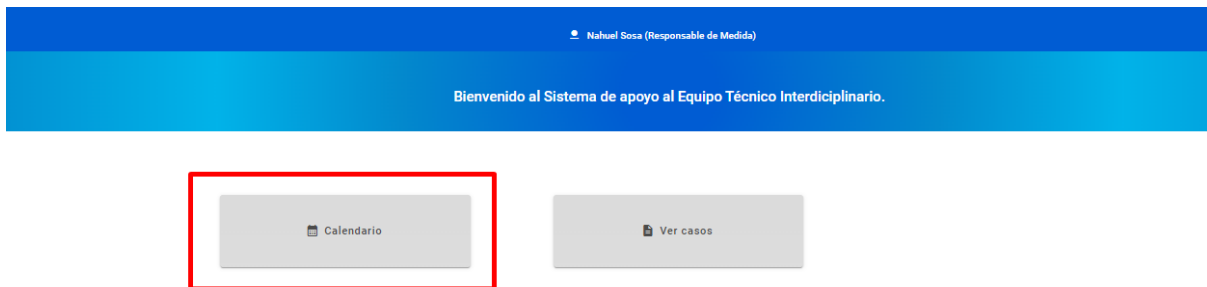 Nahuel Sosa (Responsable de Medida)
Bienvenido al Sistema de apoyo al Equipo Técnico Interdiciplinario.
Calendario
Ver casos